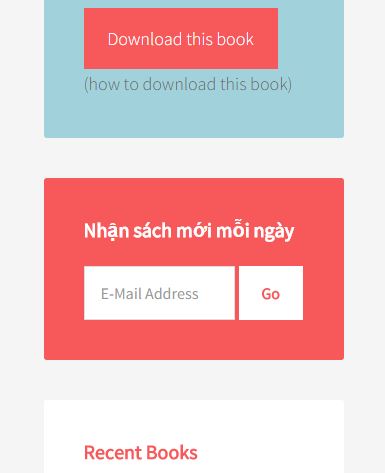 Download this book
(how to download this book)
Nhận sách mới mỗi ngày
E-Mail Address
Go
Recent Books